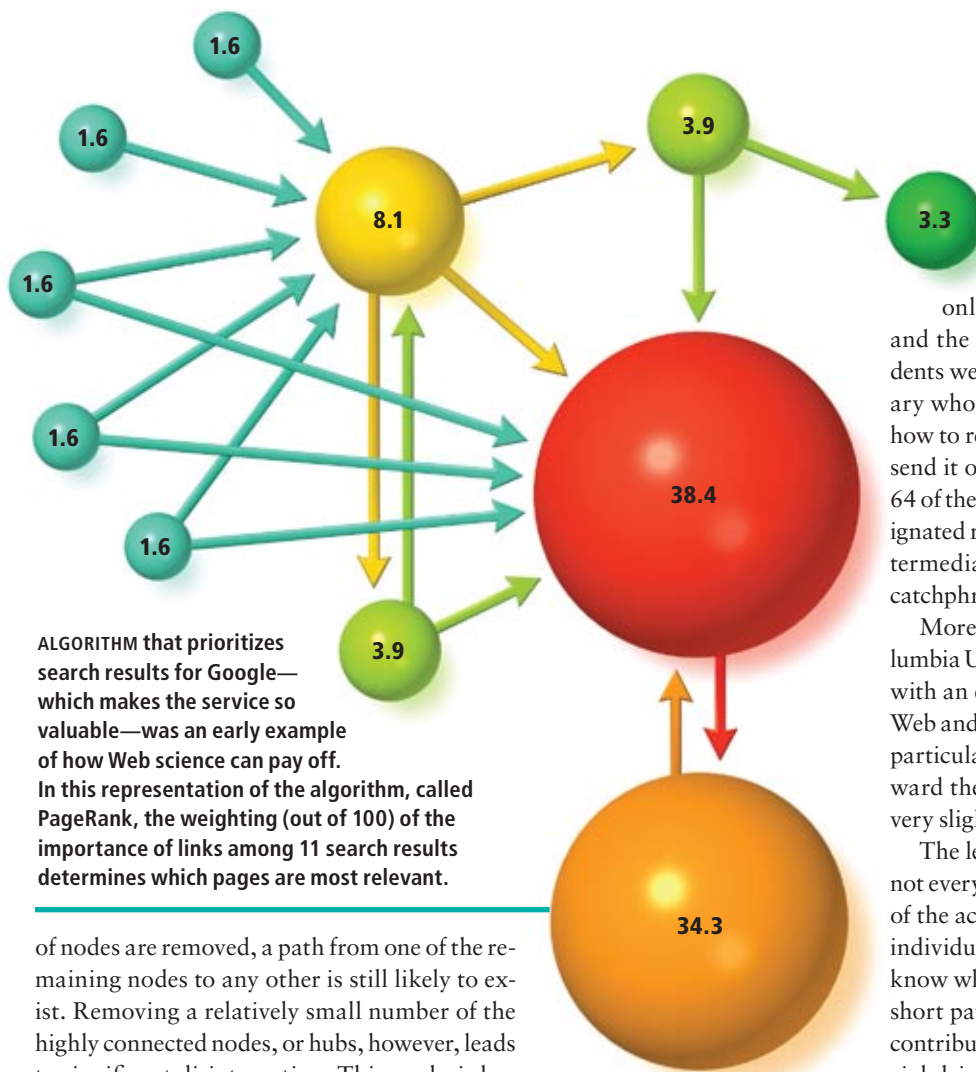 1.6
1.6
1.6
1.6
1.6
8.1
3.9
3.3
38.4
3.9
34.3
ALGORITHM that prioritizes
search results for Google—
which makes the service so
valuable—was an early example
of how Web science can pay off.
In this representation of the algorithm, called
PageRank, the weighting (out of 100) of the
importance of links among 11 search results
determines which pages are most relevant.
of nodes are removed, a path from one of the re-
maining nodes to any other is still likely to ex-
ist. Removing a relatively small number of the
highly connected nodes, or hubs, however, leads
onl
and the
dents we
ary who
how to re
send it o
64 of the
ignated r
termedia
catchphr
More
lumbia U
with an
Web and
particula
ward the
very sligh
The le
not every
of the ac
individu
know wh
short pa
contribu